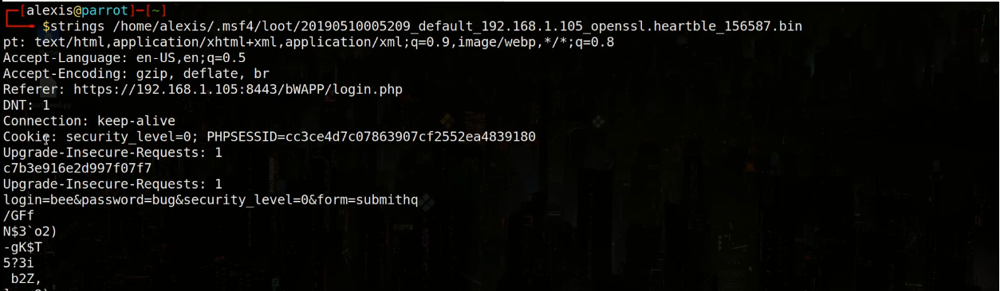 ┌─[alexis@parrot]─[~]
└──╼ $strings /home/alexis/.msf4/loot/20190510005209_default_192.168.1.105_openssl.heartble_156587.bin
pt: text/html,application/xhtml+xml,application/xml;q=0.9,image/webp,*/*;q=0.8
Accept-Language: en-US,en;q=0.5
Accept-Encoding: gzip, deflate, br
Referer: https://192.168.1.105:8443/bWAPP/login.php
DNT: 1
Connection: keep-alive
Cookie: security_level=0; PHPSESSID=cc3ce4d7c07863907cf2552ea4839180
Upgrade-Insecure-Requests: 1
c7b3e916e2d997f07f7
Upgrade-Insecure-Requests: 1
login=bee&password=bug&security_level=0&form=submithq
/GFf
N$3`o2)
-gK$T
5?3i
 b2Z,